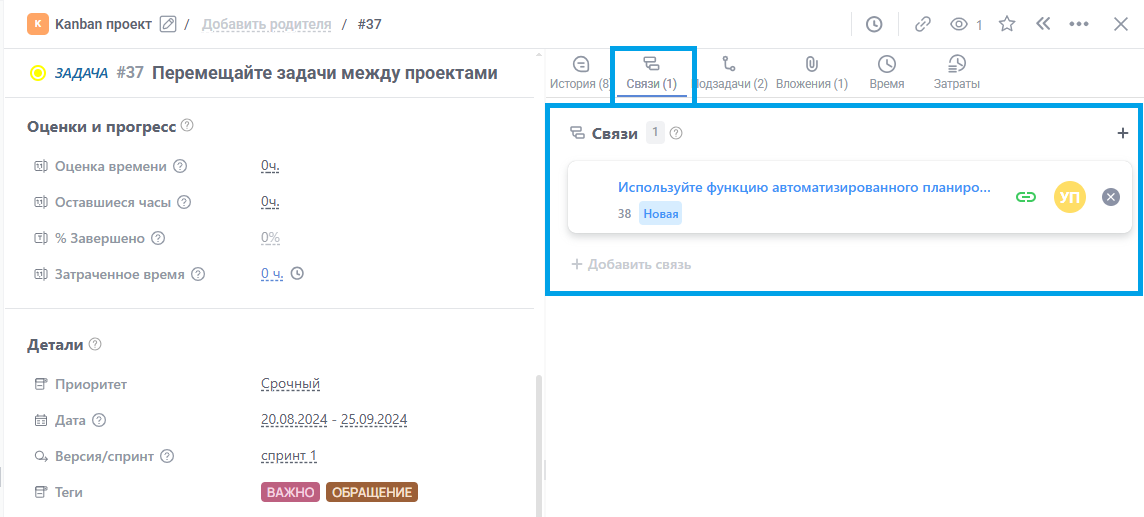 K Kanban проект / Добавить родителя / #37
1
ЗАДАЧА #37 Перемещайте задачи между проектами
История (8 Связи (1) одзадачи (2) Вложения (1) Время Затраты
Оценки и прогресс
Оценка времени 0ч.
Оставшиеся часы 0ч.
% Завершено 0%
Затраченное время 0 ч.
Детали
Приоритет Срочный
Дата 20.08.2024 - 25.09.2024
Версия/спринт спринт 1
Теги ВАЖНО ОБРАЩЕНИЕ
Связи 1
Используйте функцию автоматизированного планиро...
38 Новая
УП
+ Добавить связь